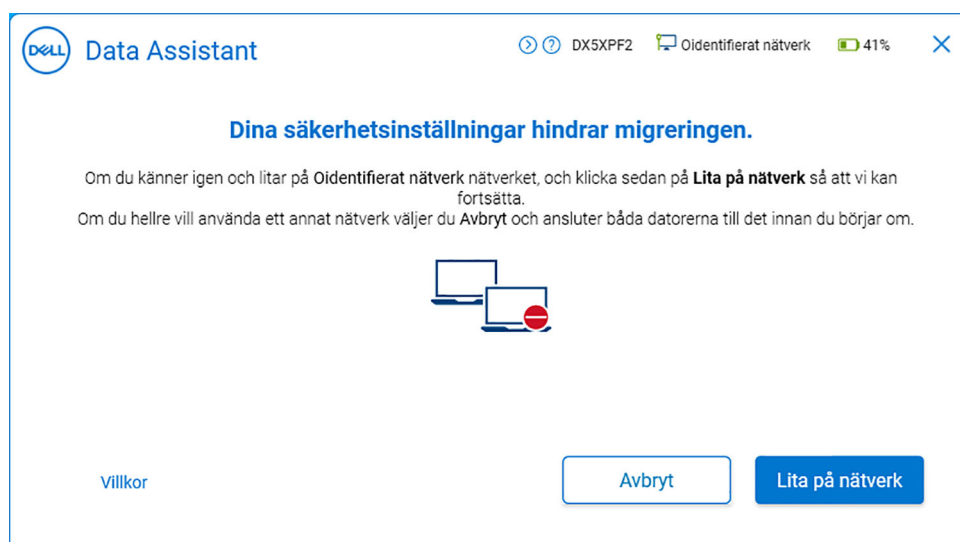 DELL
Data Assistant
DX5XPF2
Oidentifierat nätverk
41%
Dina säkerhetsinställningar hindrar migreringen.
Om du känner igen och litar på Oidentifierat nätverk nätverket, och klicka sedan på Lita på nätverk så att vi kan
fortsätta.
Om du hellre vill använda ett annat nätverk väljer du Avbryt och ansluter båda datorerna till det innan du börjar om.
Villkor
Avbryt
Lita på nätverk